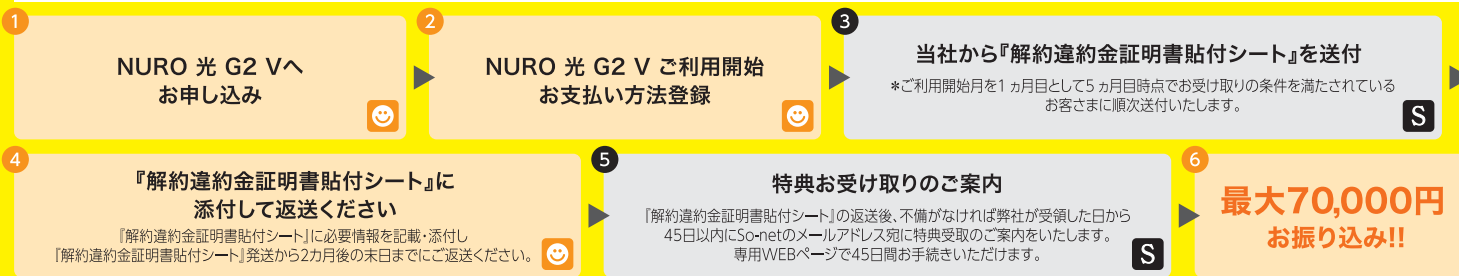 1
NURO 光 G2 Vへ
お申し込み
2
NURO 光 G2 V ご利用開始
お支払い方法登録
3
当社から『解約違約金証明書貼付シート』を送付
*ご利用開始月を1ヵ月目として5ヵ月目時点でお受け取りの条件を満たされている
お客さまに順次送付いたします。
S
4
『解約違約金証明書貼付シート』に
添付して返送ください
『解約違約金証明書貼付シート』に必要情報を記載・添付し
『解約違約金証明書貼付シート』発送から2カ月後の末日までにご返送ください。
5
特典お受け取りのご案内
『解約違約金証明書貼付シート』の返送後、不備がなければ弊社が受領した日から
45日以内にSo-netのメールアドレス宛に特典受取のご案内をいたします。
専用WEBページで45日間お手続きいただけます。
S
6
最大70,000円
お振り込み!!